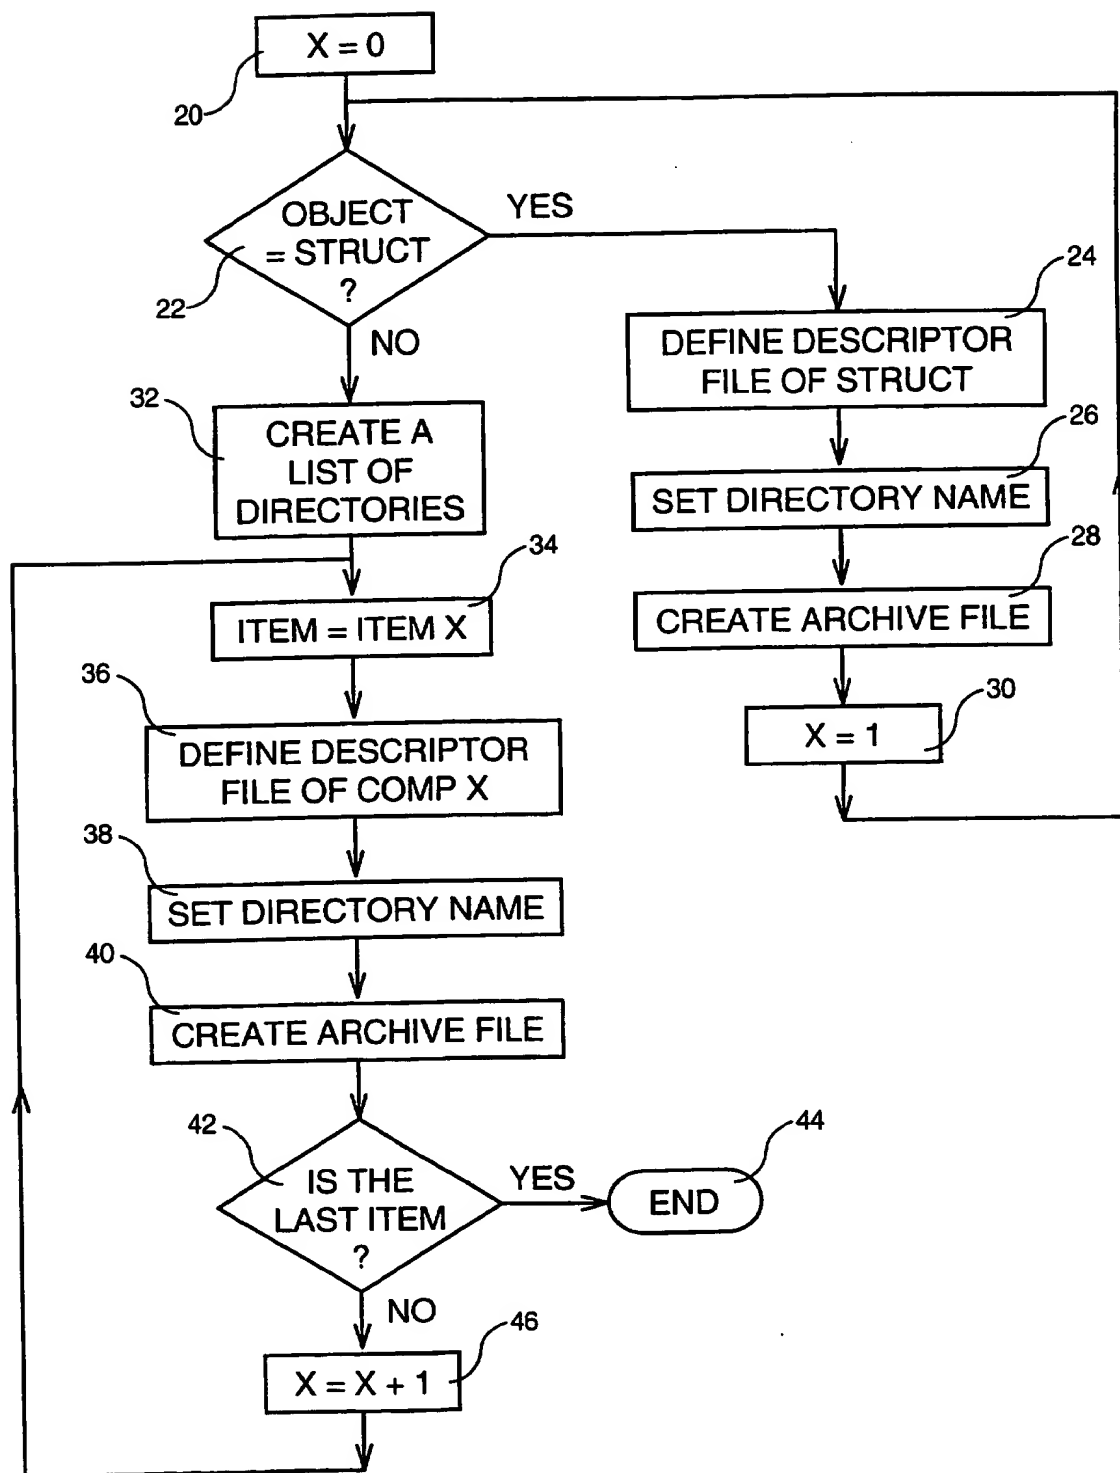 X = 0
20
OBJECT
= STRUCT
?
22
YES
NO
24
DEFINE DESCRIPTOR
FILE OF STRUCT
26
SET DIRECTORY NAME
28
CREATE ARCHIVE FILE
30
X = 1
32
CREATE A
LIST OF
DIRECTORIES
34
ITEM = ITEM X
36
DEFINE DESCRIPTOR
FILE OF COMP X
38
SET DIRECTORY NAME
40
CREATE ARCHIVE FILE
42
IS THE
LAST ITEM
?
YES
44
END
NO
46
X = X + 1